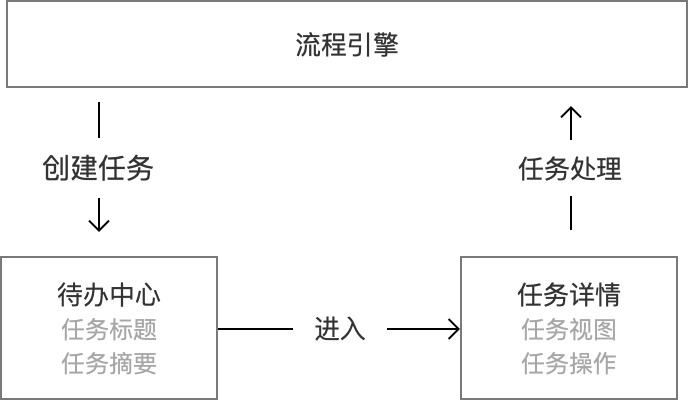 流程引擎
创建任务
任务处理
待办中心
任务标题
任务摘要
进入
任务详情
任务视图
任务操作